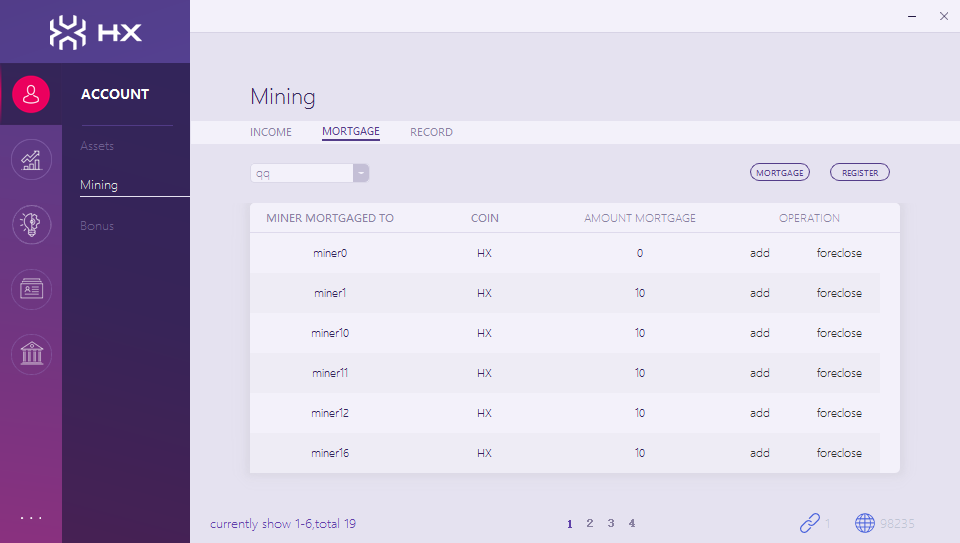 HX
ACCOUNT
Assets
Mining
Bonus
...
Mining
INCOME MORTGAGE RECORD
qq MORTGAGE REGISTER
MINER MORTGAGED TO COIN AMOUNT MORTGAGE OPERATION
miner0 HX 0 add foreclose
miner1 HX 10 add foreclose
miner10 HX 10 add foreclose
miner11 HX 10 add foreclose
miner12 HX 10 add foreclose
miner16 HX 10 add foreclose
currently show 1-6,total 19 1 2 3 4 1 98235